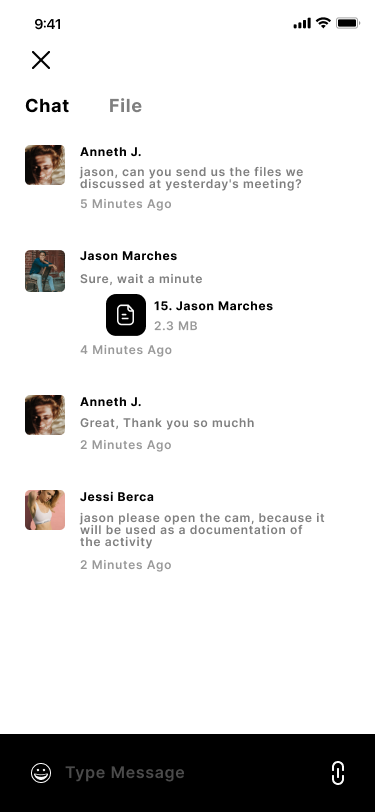 9:41
Chat File
Anneth J.
jason, can you send us the files we
discussed at yesterday's meeting?
5 Minutes Ago
Jason Marches
Sure, wait a minute
15. Jason Marches
2.3 MB
4 Minutes Ago
Anneth J.
Great, Thank you so muchh
2 Minutes Ago
Jessi Berca
jason please open the cam, because it
will be used as a documentation of
the activity
2 Minutes Ago
Type Message